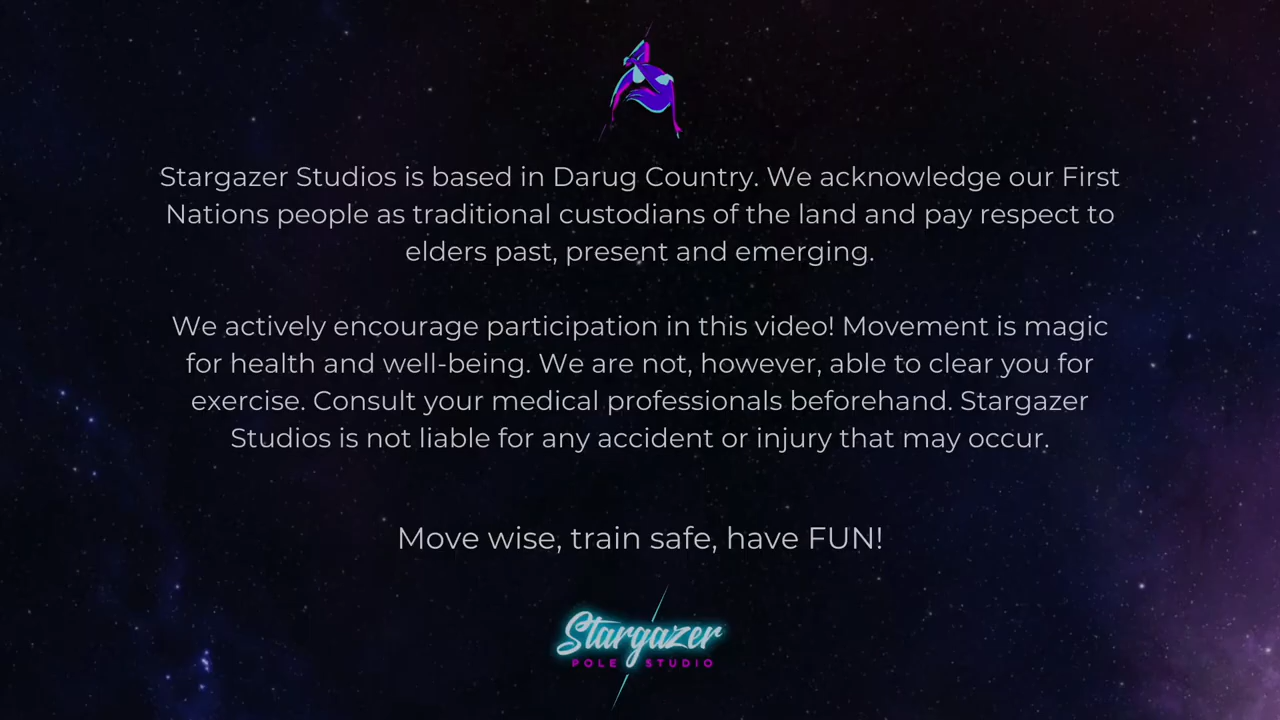 Stargazer Studios is based in Darug Country. We acknowledge our First
Nations people as traditional custodians of the land and pay respect to
elders past, present and emerging.
We actively encourage participation in this video! Movement is magic
for health and well-being. We are not, however, able to clear you for
exercise. Consult your medical professionals beforehand. Stargazer
Studios is not liable for any accident or injury that may occur.
Move wise, train safe, have FUN!
Stargazer
POLE STUDIO